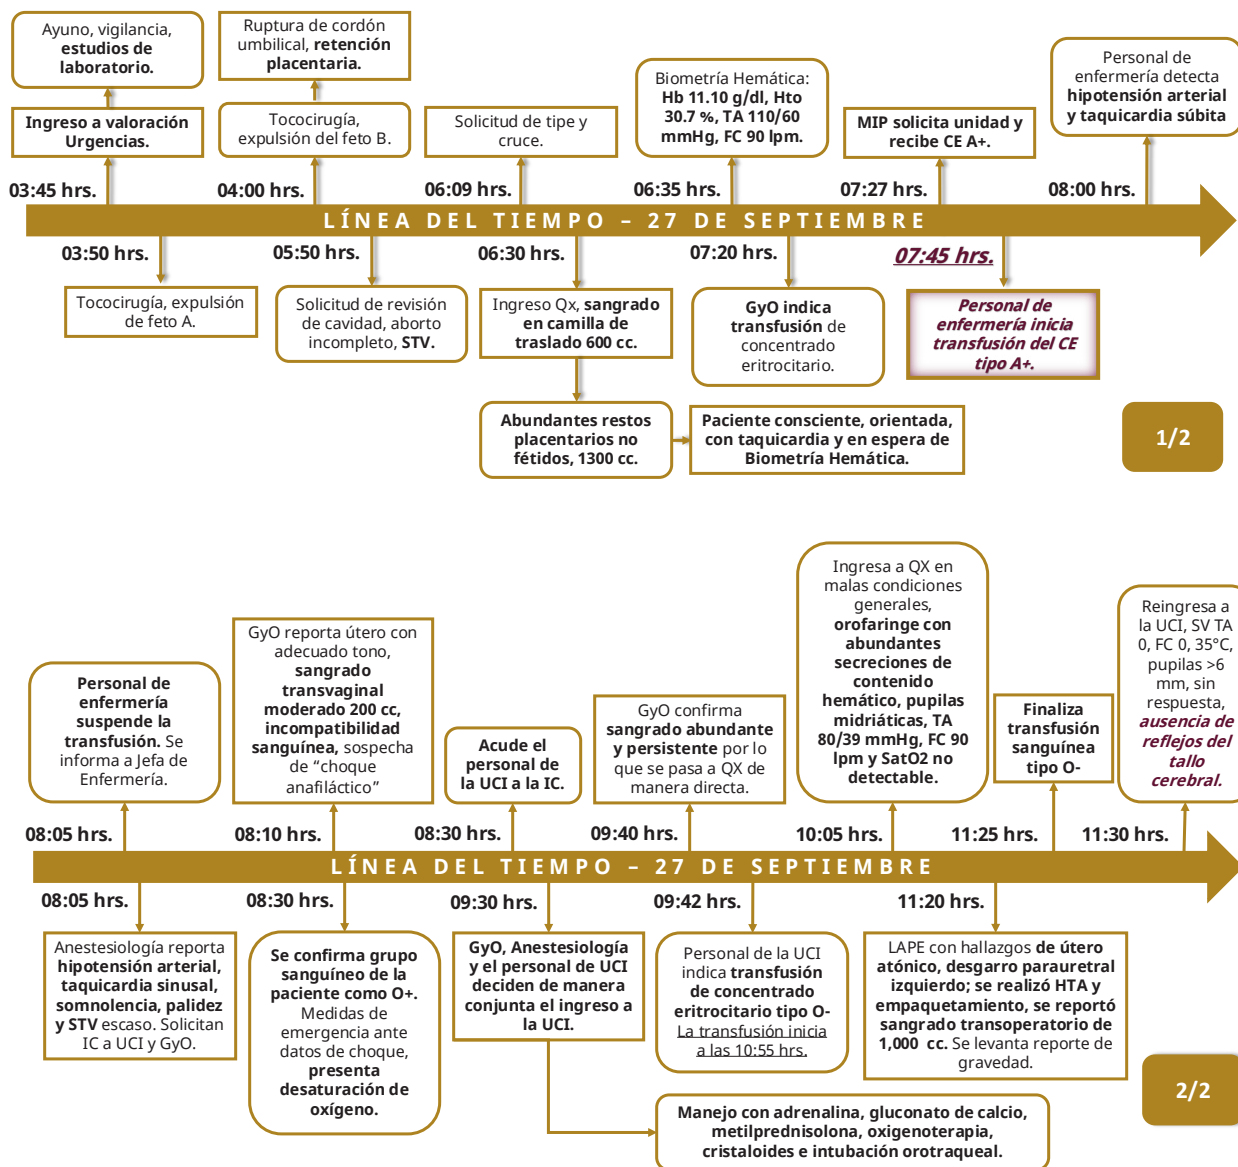 Ayuno, vigilancia,
estudios de
laboratorio.
Ingreso a valoración
Urgencias.
03:45 hrs.
Ruptura de cordón
umbilical, retención
placentaria.
Tococirugía,
expulsión del feto B.
04:00 hrs.
Solicitud de tipe y
cruce.
06:09 hrs.
Biometría Hemática:
Hb 11.10 g/dl, Hto
30.7 %, TA 110/60
mmHg, FC 90 lpm.
06:35 hrs.
MIP solicita unidad y
recibe CE A+.
07:27 hrs.
Personal de
enfermería detecta
hipotensión arterial
y taquicardia súbita
08:00 hrs.
LÍNEA DEL TIEMPO – 27 DE SEPTIEMBRE
03:50 hrs.
Tococirugía, expulsión
de feto A.
05:50 hrs.
Solicitud de revisión
de cavidad, aborto
incompleto, STV.
06:30 hrs.
Ingreso Qx, sangrado
en camilla de
traslado 600 cc.
Abundantes restos
placentarios no
fétidos, 1300 cc.
Paciente consciente, orientada,
con taquicardia y en espera de
Biometría Hemática.
07:20 hrs.
GyO indica
transfusión de
concentrado
eritrocitario.
07:45 hrs.
Personal de
enfermería inicia
transfusión del CE
tipo A+.
1/2
Personal de
enfermería suspende la
transfusión. Se
informa a Jefa de
Enfermería.
08:05 hrs.
GyO reporta útero con
adecuado tono,
sangrado
transvaginal
moderado 200 cc,
incompatibilidad
sanguínea, sospecha
de “choque
anafiláctico”
08:10 hrs.
Acude el
personal de
la UCI a la IC.
08:30 hrs.
GyO confirma
sangrado abundante
y persistente por lo
que se pasa a QX de
manera directa.
09:40 hrs.
Ingresa a QX en
malas condiciones
generales,
orofaringe con
abundantes
secreciones de
contenido
hemático, pupilas
midriáticas, TA
80/39 mmHg, FC 90
lpm y SatO2 no
detectable.
10:05 hrs.
Finaliza
transfusión
sanguínea
tipo O-
11:25 hrs.
Reingresa a
la UCI, SV TA
0, FC 0, 35°C,
pupilas >6
mm, sin
respuesta,
ausencia de
reflejos del
tallo
cerebral.
11:30 hrs.
LÍNEA DEL TIEMPO – 27 DE SEPTIEMBRE
08:05 hrs.
Anestesiología reporta
hipotensión arterial,
taquicardia sinusal,
somnolencia, palidez
y STV escaso. Solicitan
IC a UCI y GyO.
08:30 hrs.
Se confirma grupo
sanguíneo de la
paciente como O+.
Medidas de
emergencia ante
datos de choque,
presenta
desaturación de
oxígeno.
09:30 hrs.
GyO, Anestesiología
y el personal de UCI
deciden de manera
conjunta el ingreso a
la UCI.
Manejo con adrenalina, gluconato de calcio,
metilprednisolona, oxigenoterapia,
cristaloides e intubación orotraqueal.
09:42 hrs.
Personal de la UCI
indica transfusión
de concentrado
eritrocitario tipo O-
La transfusión inicia
a las 10:55 hrs.
11:20 hrs.
LAPE con hallazgos de útero
atónico, desgarro parauretral
izquierdo; se realizó HTA y
empaquetamiento, se reportó
sangrado transoperatorio de
1,000 cc. Se levanta reporte de
gravedad.
2/2